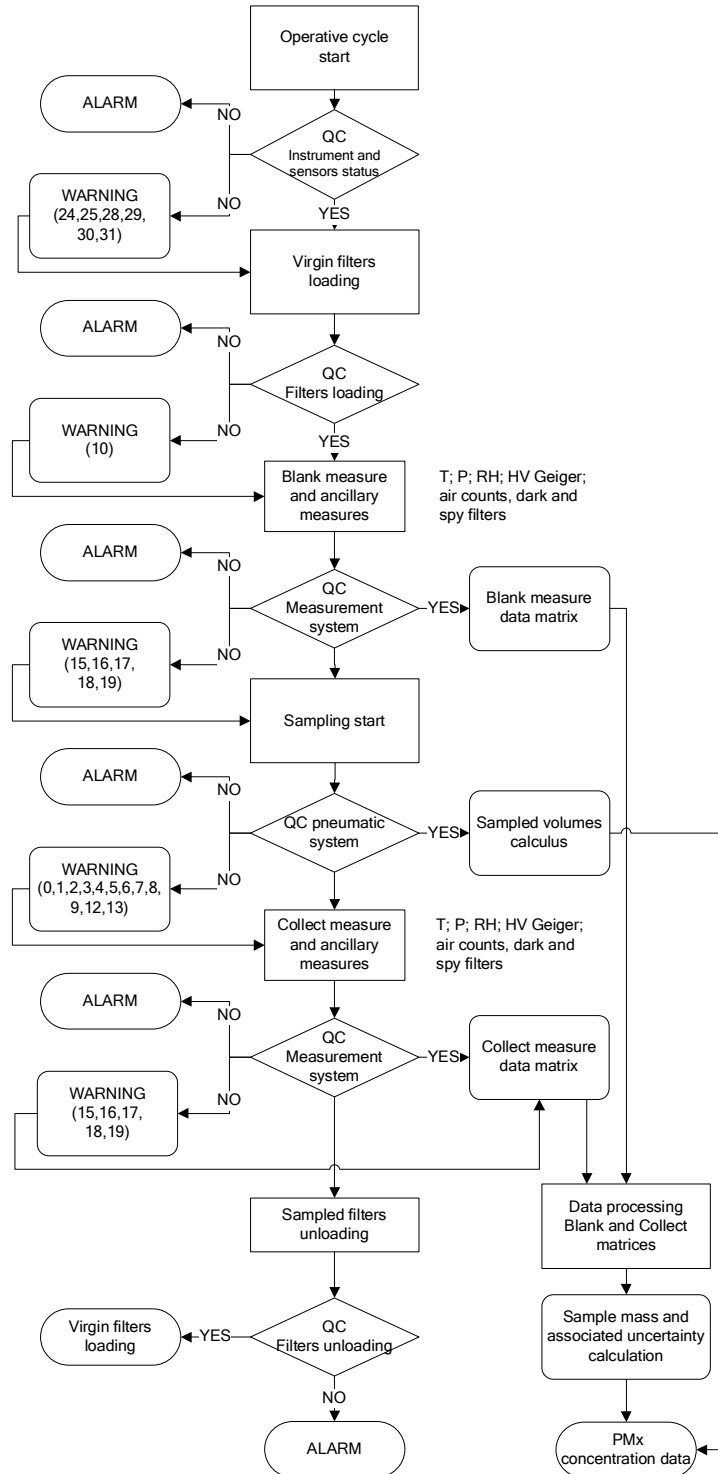 Operative cycle
start
ALARM
NO
QC
Instrument and
sensors status
WARNING
(24,25,28,29,
30,31)
NO
YES
Virgin filters
loading
ALARM
NO
QC
Filters loading
WARNING
(10)
NO
YES
Blank measure
and ancillary
measures
T; P; RH; HV Geiger;
air counts, dark and
spy filters
ALARM
NO
QC
Measurement
system
YES
Blank measure
data matrix
WARNING
(15,16,17,
18,19)
NO
Sampling start
ALARM
NO
QC pneumatic
system
YES
Sampled volumes
calculus
WARNING
(0,1,2,3,4,5,6,7,8,
9,12,13)
NO
Collect measure
and ancillary
measures
T; P; RH; HV Geiger;
air counts, dark and
spy filters
ALARM
NO
QC
Measurement
system
YES
Collect measure
data matrix
WARNING
(15,16,17,
18,19)
NO
Sampled filters
unloading
Data processing
Blank and Collect
matrices
Virgin filters
loading
YES
QC
Filters unloading
Sample mass and
associated uncertainty
calculation
NO
ALARM
PMx
concentration data